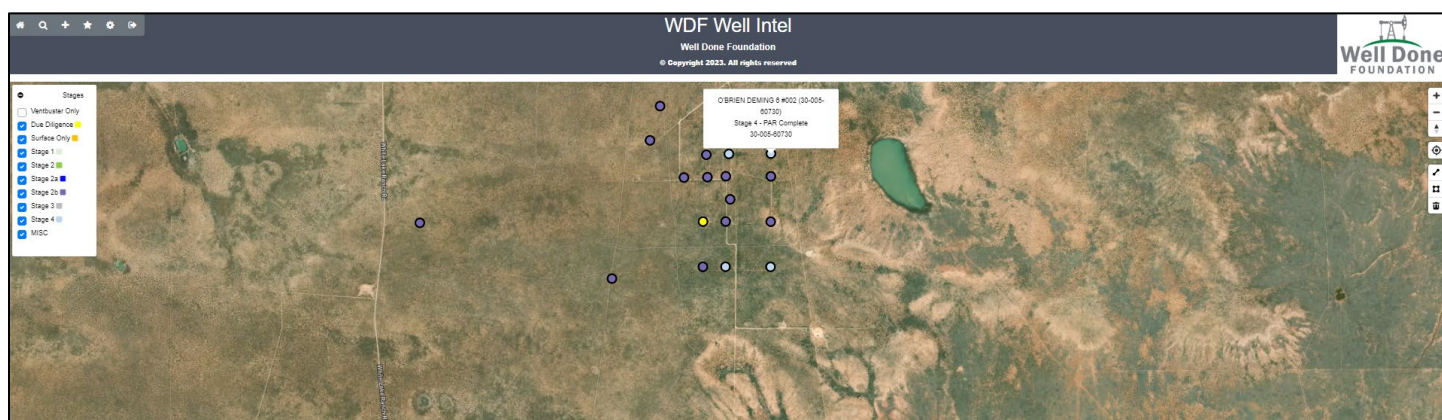 WDF Well Intel
Well Done Foundation
© Copyright 2023. All rights reserved
Well Done
FOUNDATION
Stages
Ventbuster Only
Due Diligence
Surface Only
Stage 1
Stage 2
Stage 2a
Stage 2b
Stage 3
Stage 4
MISC
O'BRIEN DEMING 6 #002 (30-005-
60730)
Stage 4 - PAR Complete
30-005-60730